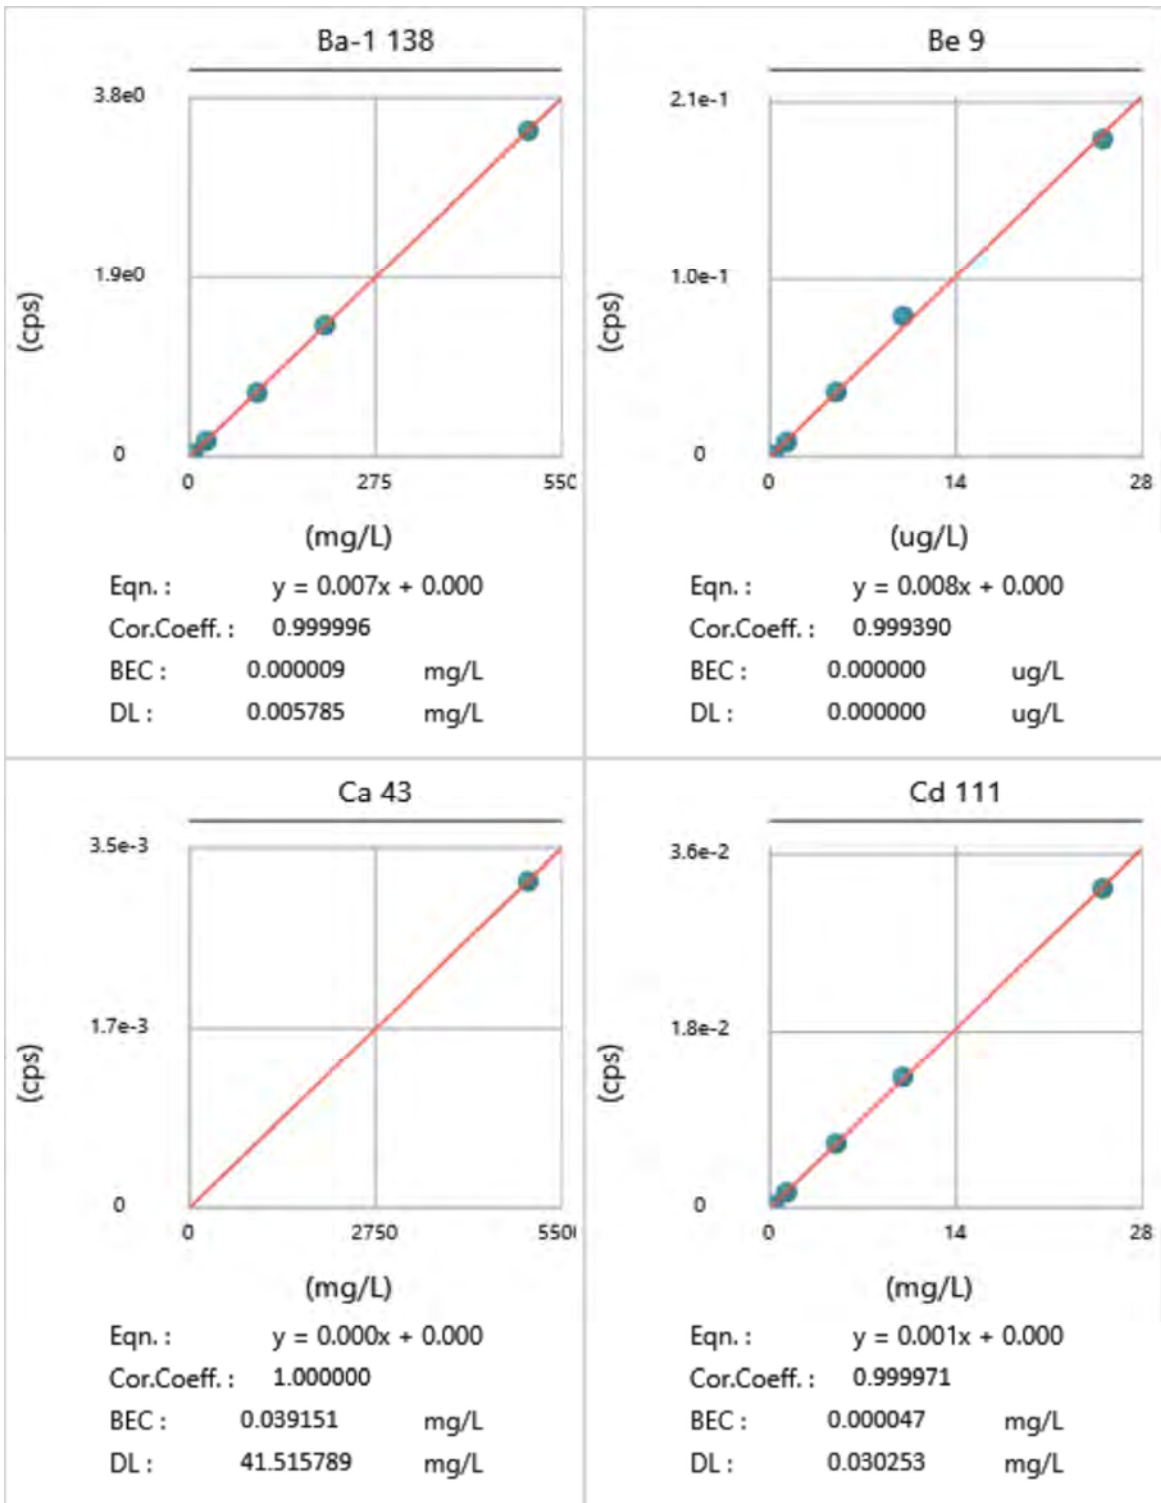 Ba-1 138
3.8e0
1.9e0
0
(cps)
0 275 550
(mg/L)
Eqn. : y = 0.007x + 0.000
Cor.Coeff. : 0.999996
BEC : 0.000009 mg/L
DL : 0.005785 mg/L
Be 9
2.1e-1
1.0e-1
0
(cps)
0 14 28
(ug/L)
Eqn. : y = 0.008x + 0.000
Cor.Coeff. : 0.999390
BEC : 0.000000 ug/L
DL : 0.000000 ug/L
Ca 43
3.5e-3
1.7e-3
0
(cps)
0 2750 550
(mg/L)
Eqn. : y = 0.000x + 0.000
Cor.Coeff. : 1.000000
BEC : 0.039151 mg/L
DL : 41.515789 mg/L
Cd 111
3.6e-2
1.8e-2
0
(cps)
0 14 28
(mg/L)
Eqn. : y = 0.001x + 0.000
Cor.Coeff. : 0.999971
BEC : 0.000047 mg/L
DL : 0.030253 mg/L